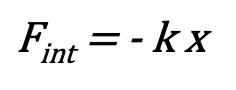 F_int = - k x